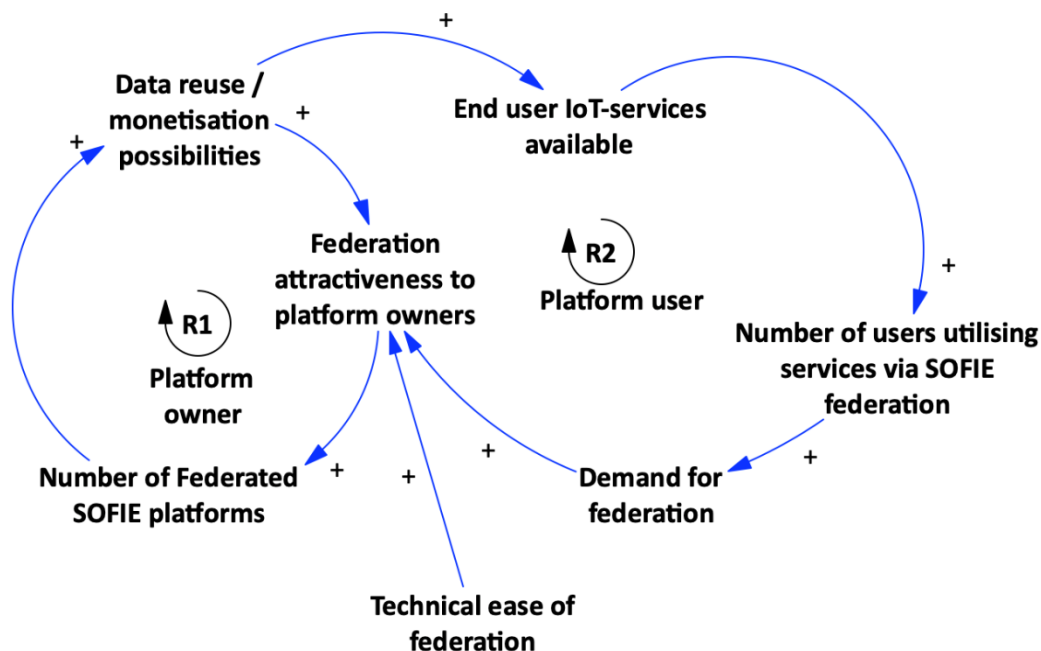 +
Data reuse /
monetisation
possibilities
+
+
End user IoT-services
available
Federation
attractiveness to
platform owners
R2
Platform user
+
R1
Platform
owner
Number of users utilising
services via SOFIE
federation
Number of Federated
SOFIE platforms
+
+
+
+
Demand for
federation
Technical ease of
federation